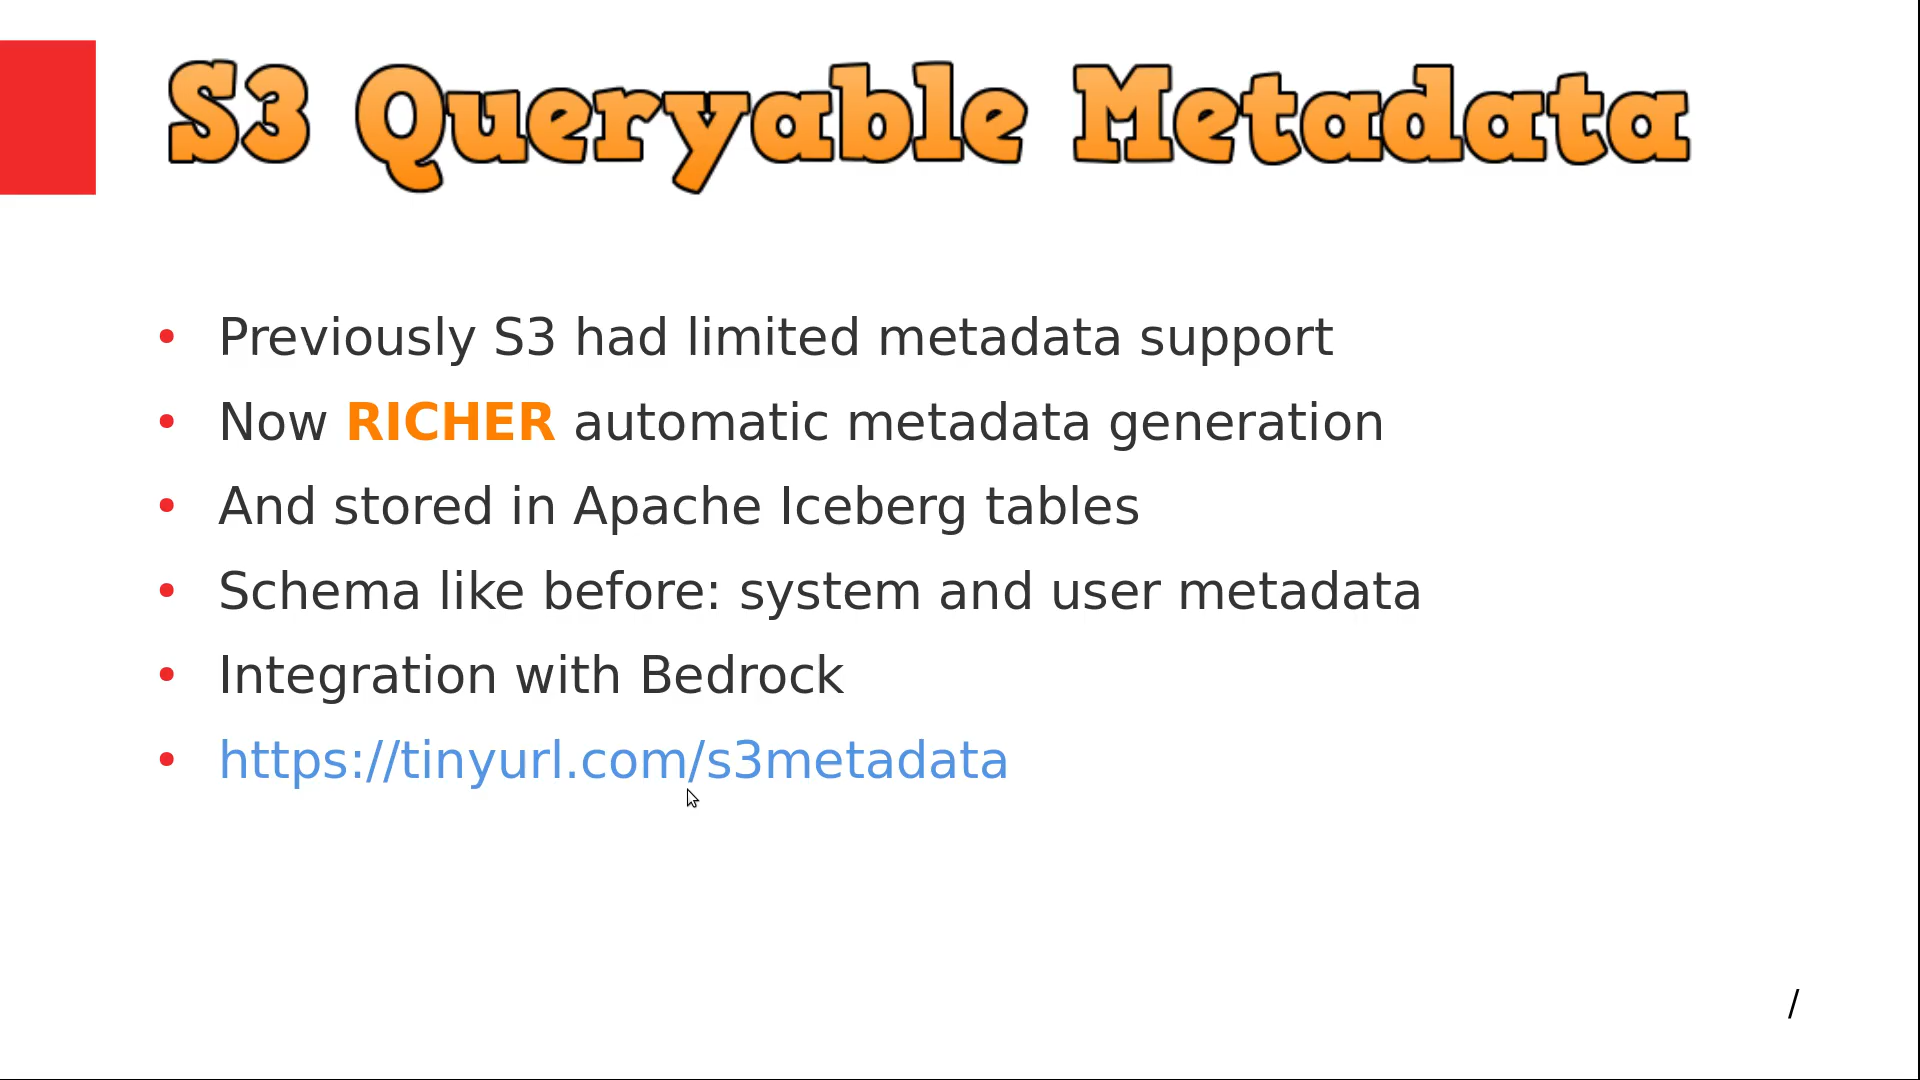 S3 Queryable Metadata
• Previously S3 had limited metadata support
• Now RICHER automatic metadata generation
• And stored in Apache Iceberg tables
• Schema like before: system and user metadata
• Integration with Bedrock
• https://tinyurl.com/s3metadata
/